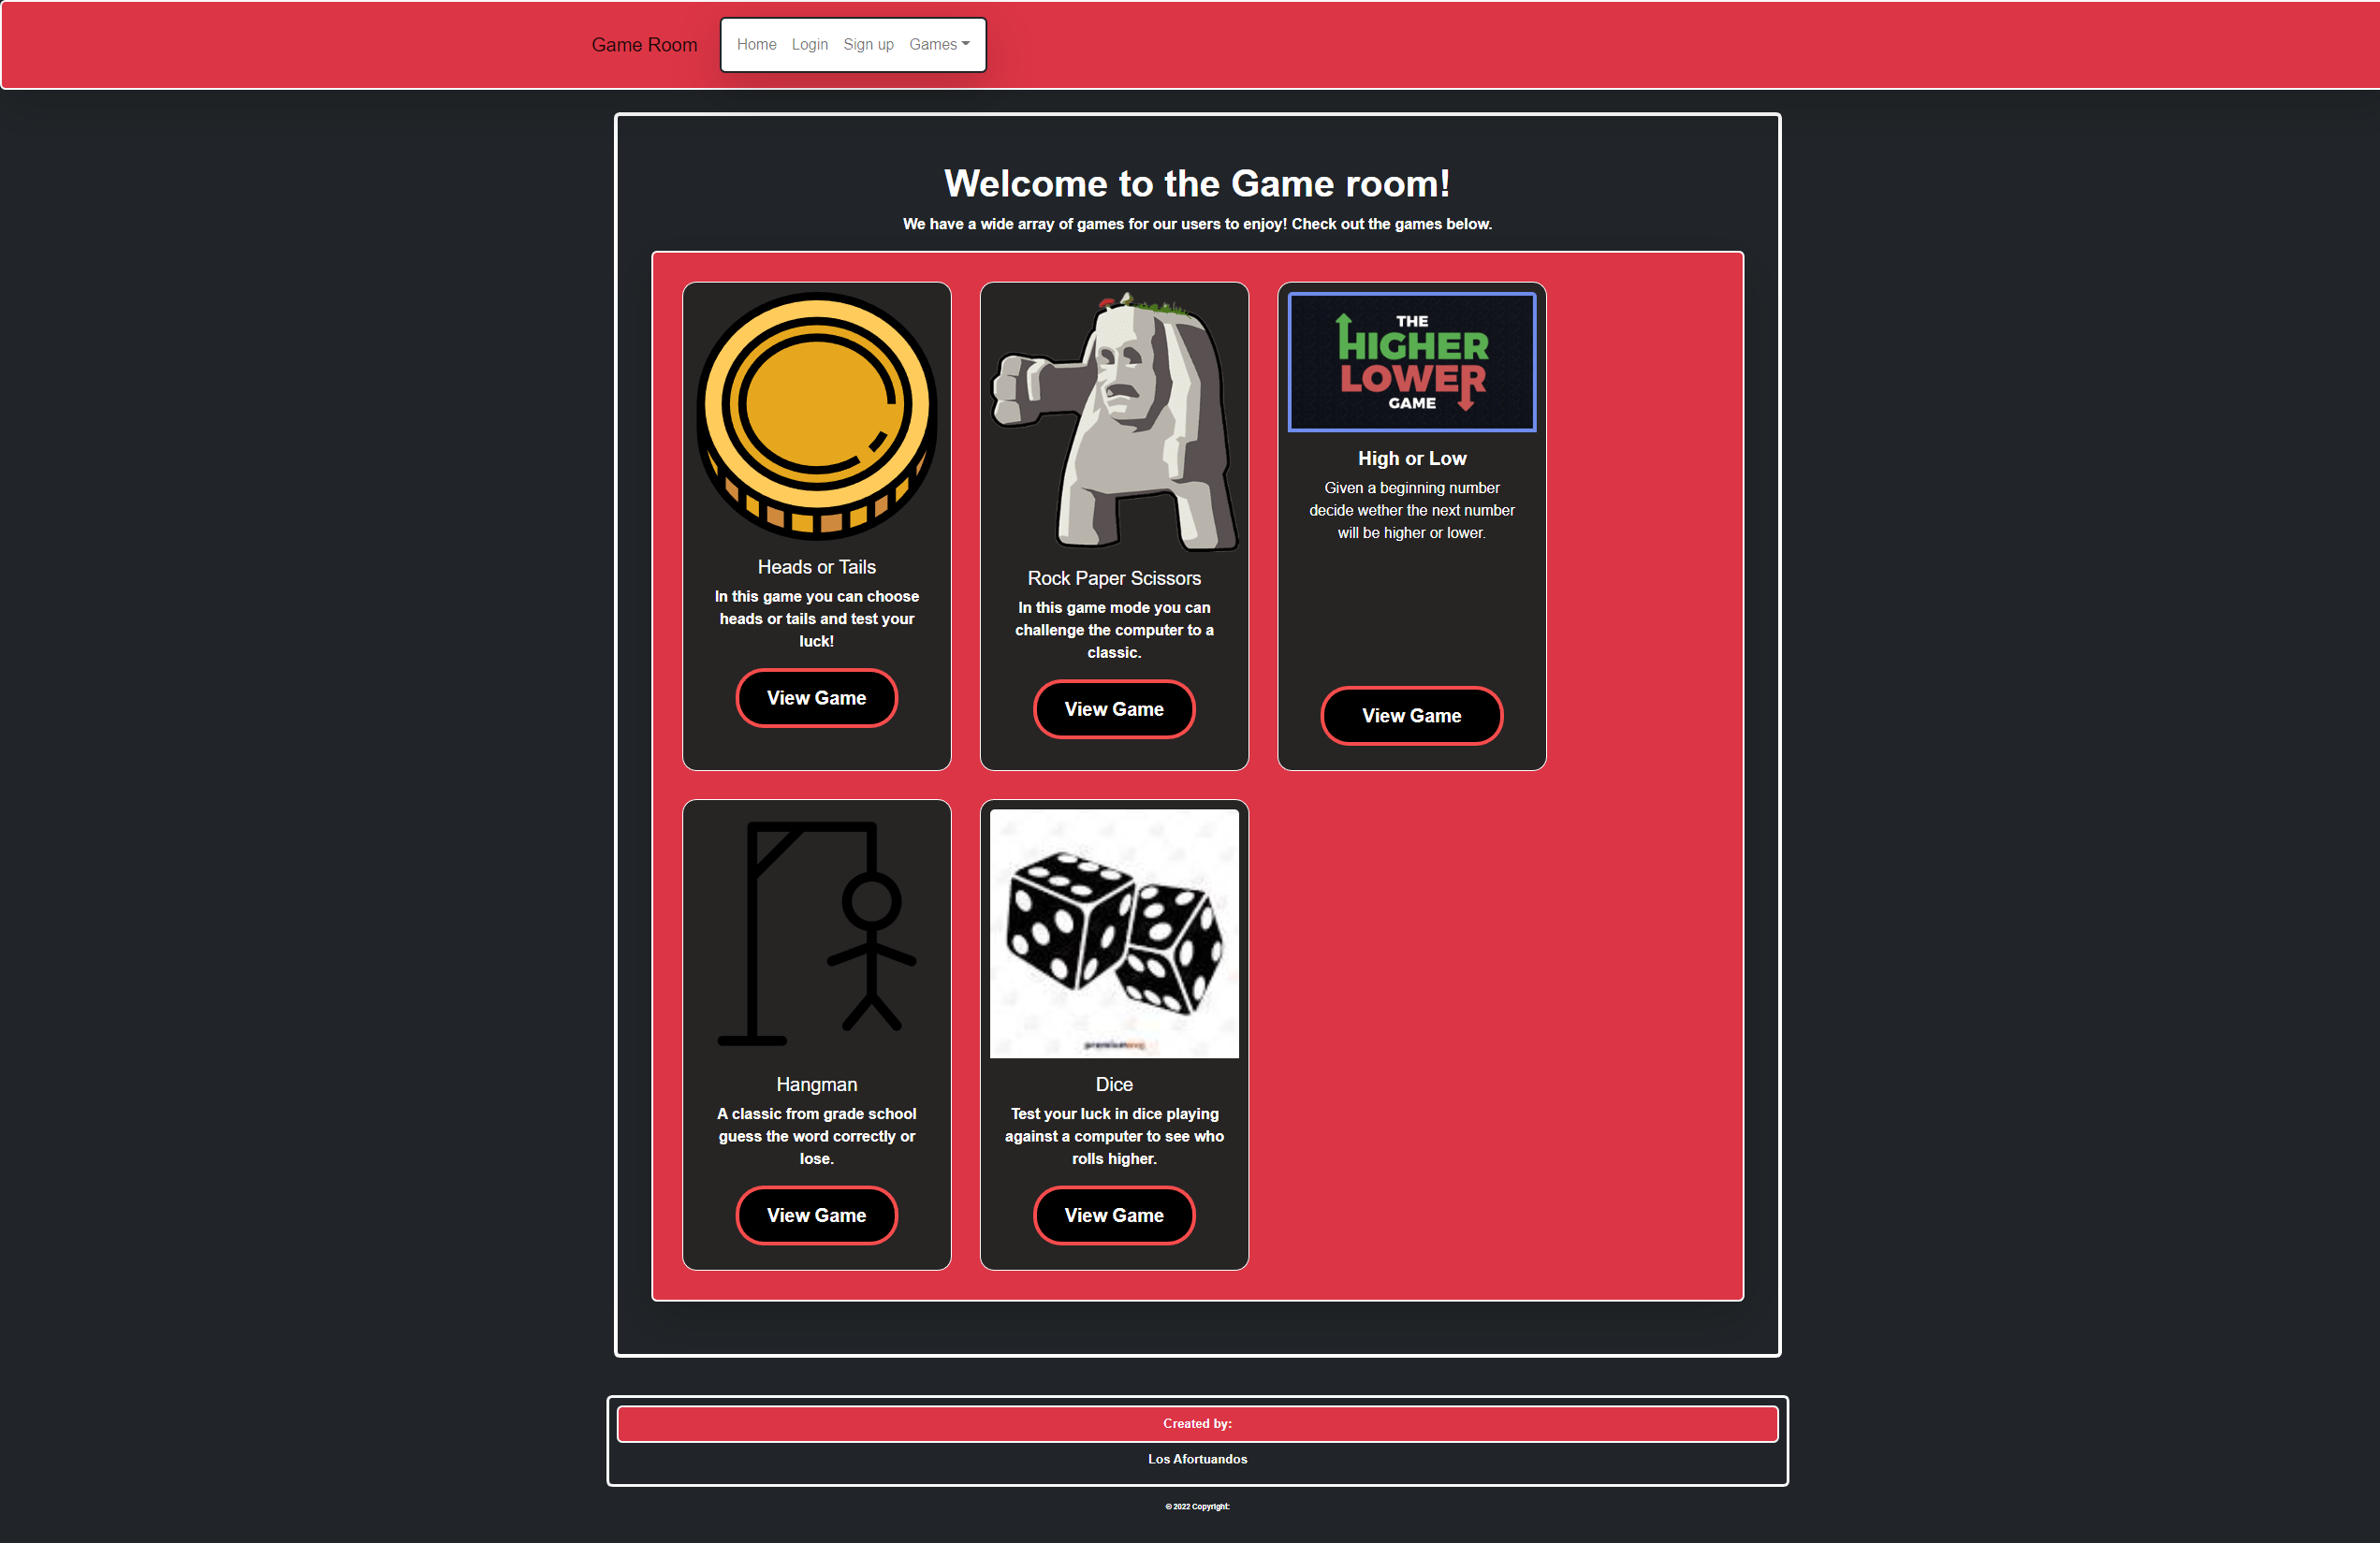 Game Room
Home Login Sign up Games
Welcome to the Game room!
We have a wide array of games for our users to enjoy! Check out the games below.
Heads or Tails
In this game you can choose
heads or tails and test your
luck!
View Game
Rock Paper Scissors
In this game mode you can
challenge the computer to a
classic.
View Game
THE
HIGHER
LOWER
GAME
High or Low
Given a beginning number
decide wether the next number
will be higher or lower.
View Game
Hangman
A classic from grade school
guess the word correctly or
lose.
View Game
Dice
Test your luck in dice playing
against a computer to see who
rolls higher.
View Game
Created by:
Los Afortuandos
© 2022 Copyright: